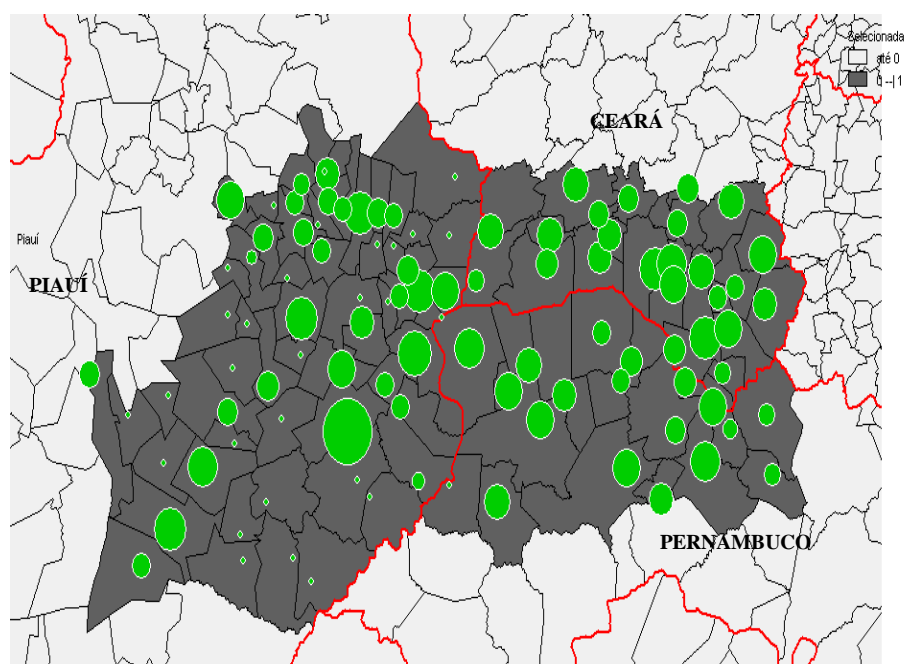 Selecionada
até 0
0 --| 1
CEARÁ
Piauí
PIAUÍ
PERNAMBUCO